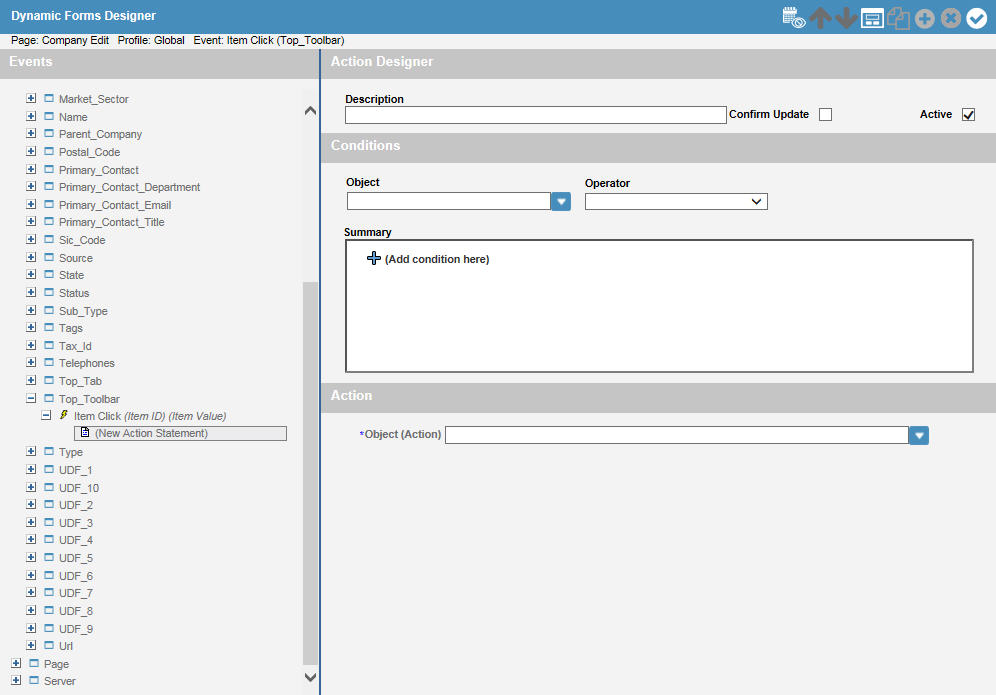 Dynamic Forms Designer
Page: Company Edit Profile: Global Event: Item Click (Top_Toolbar)
Events
Market_Sector
Name
Parent_Company
Postal_Code
Primary_Contact
Primary_Contact_Department
Primary_Contact_Email
Primary_Contact_Title
Sic_Code
Source
State
Status
Sub_Type
Tags
Tax_Id
Telephones
Top_Tab
Top_Toolbar
Item Click (Item ID) (Item Value)
(New Action Statement)
Type
UDF_1
UDF_10
UDF_2
UDF_3
UDF_4
UDF_5
UDF_6
UDF_7
UDF_8
UDF_9
Url
Page
Server
Action Designer
Description
Confirm Update
Active
Conditions
Object
Operator
Summary
(Add condition here)
Action
*Object (Action)